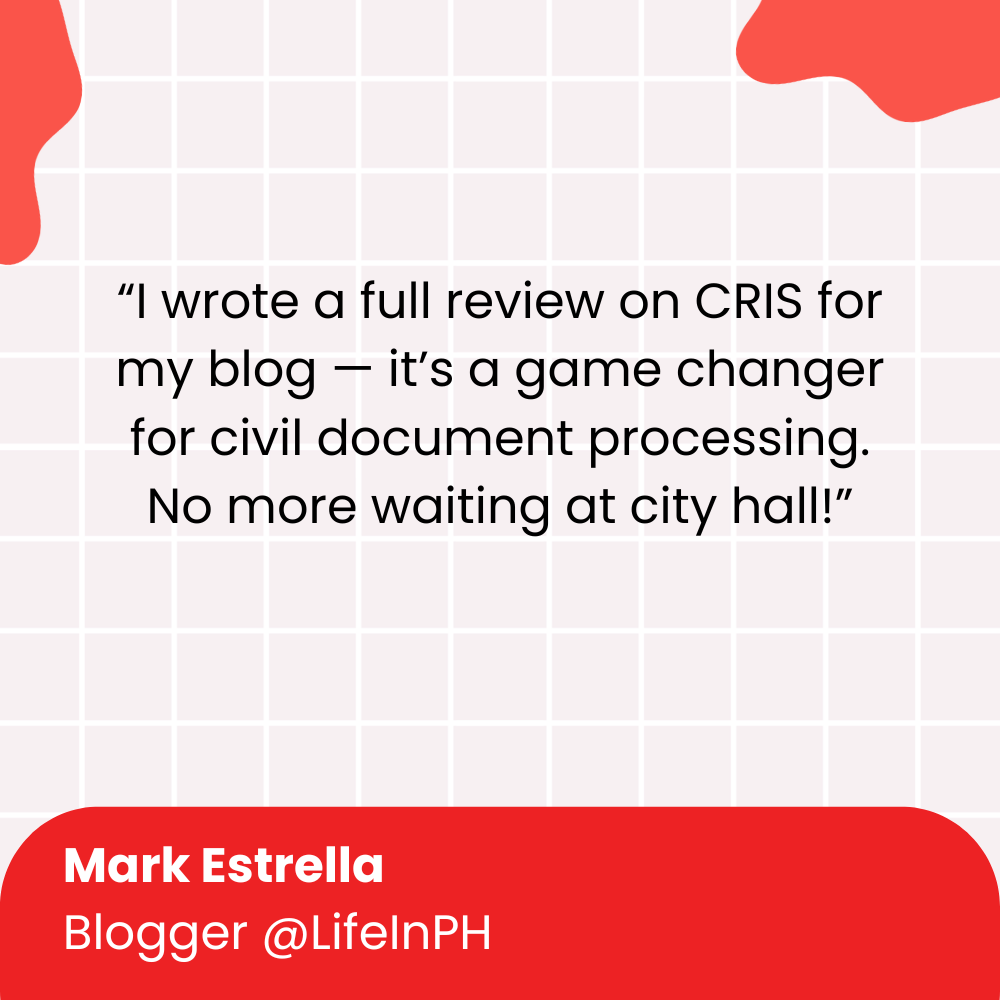 “I wrote a full review on CRIS for
my blog — it’s a game changer
for civil document processing.
No more waiting at city hall!”
Mark Estrella
Blogger @LifeInPH